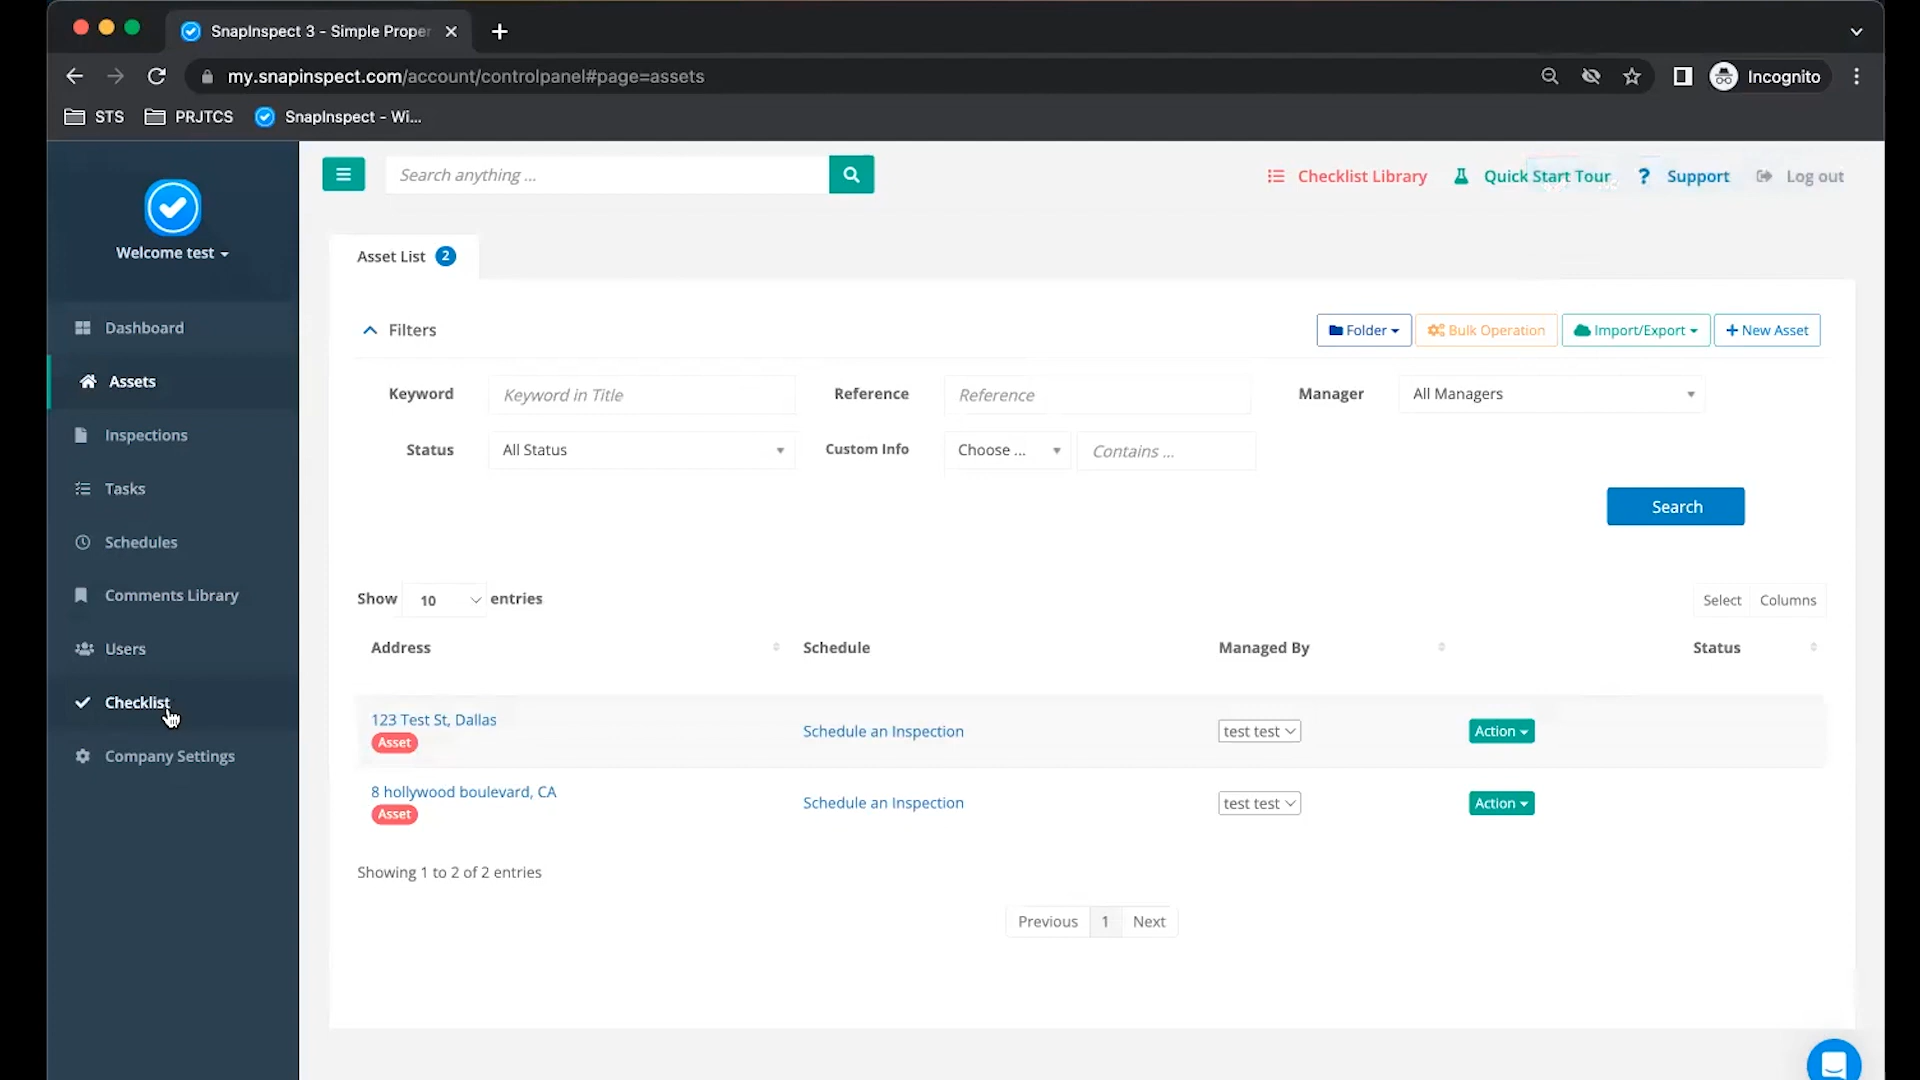 SnapInspect 3 - Simple Proper
my.snapinspect.com/account/controlpanel#page=assets
Incognito
STS PRJTCS SnapInspect - Wi...
Search anything ...
Checklist Library Quick Start Tour ? Support Log out
Welcome test
Dashboard
Assets
Inspections
Tasks
Schedules
Comments Library
Users
Checklist
Company Settings
Asset List 2
Filters
Folder Bulk Operation Import/Export + New Asset
Keyword Keyword in Title Reference Reference Manager All Managers
Status All Status Custom Info Choose ... Contains ...
Search
Show 10 entries
Select Columns
Address Schedule Managed By Status
123 Test St, Dallas
Asset
Schedule an Inspection test test Action
8 hollywood boulevard, CA
Asset
Schedule an Inspection test test Action
Showing 1 to 2 of 2 entries
Previous 1 Next